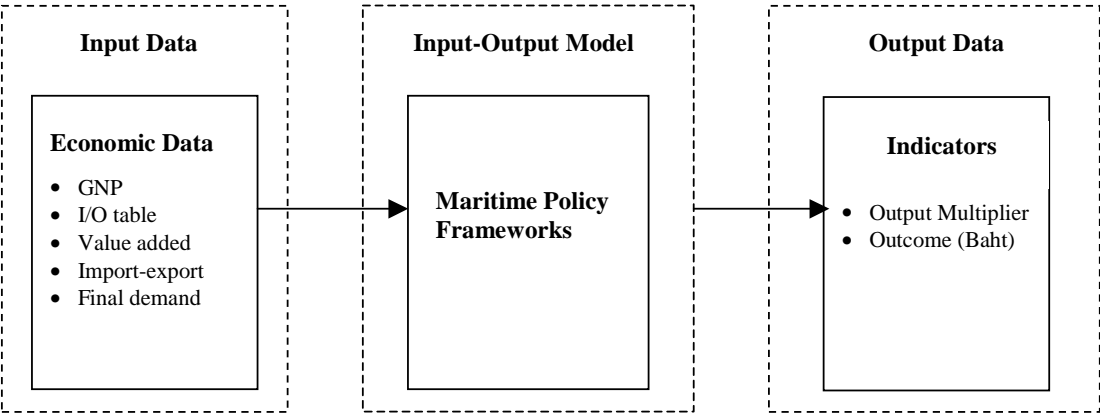 Input Data
Economic Data
• GNP
• I/O table
• Value added
• Import-export
• Final demand
Input-Output Model
Maritime Policy
Frameworks
Output Data
Indicators
• Output Multiplier
• Outcome (Baht)